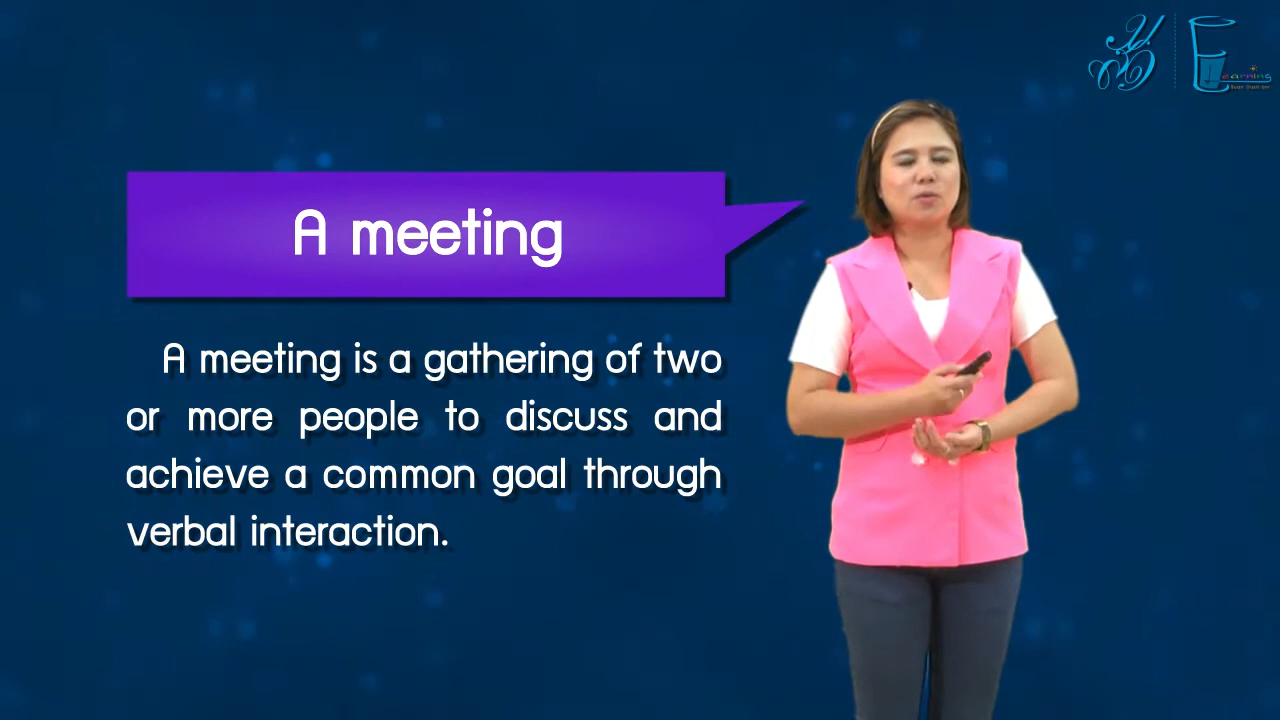 A meeting
A meeting is a gathering of two
or more people to discuss and
achieve a common goal through
verbal interaction.